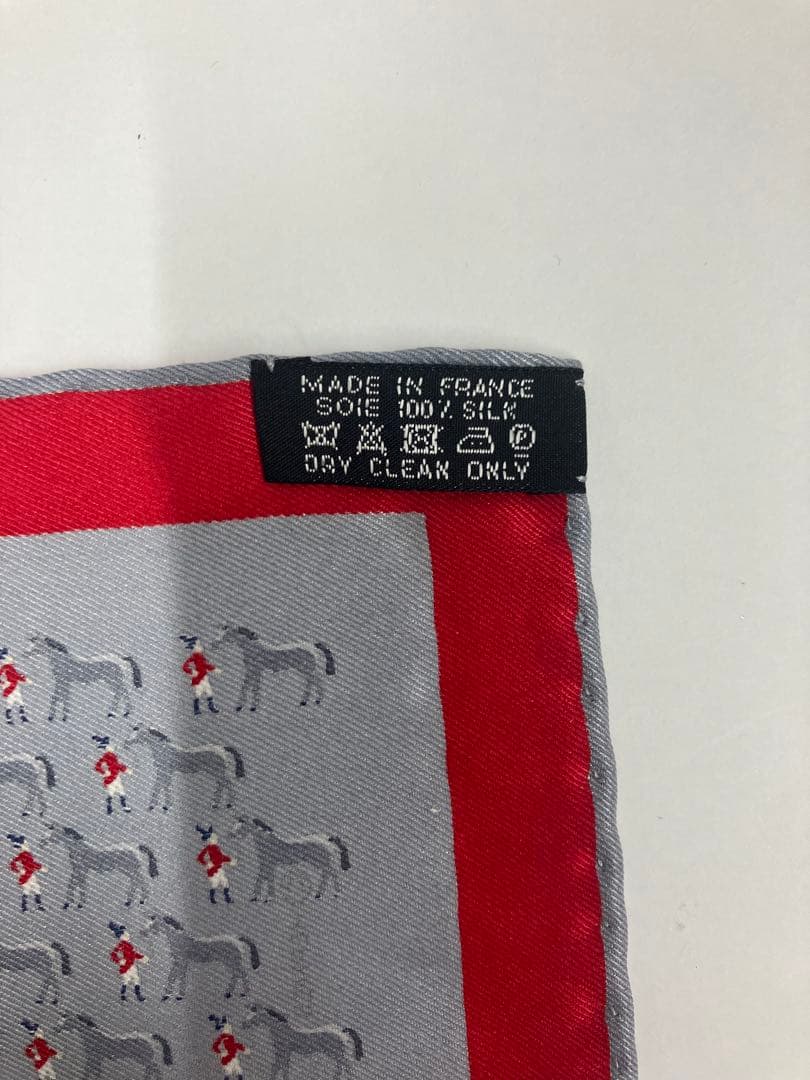 MADE IN FRANCE
SOIE 100% SILK
P
DRY CLEAN ONLY